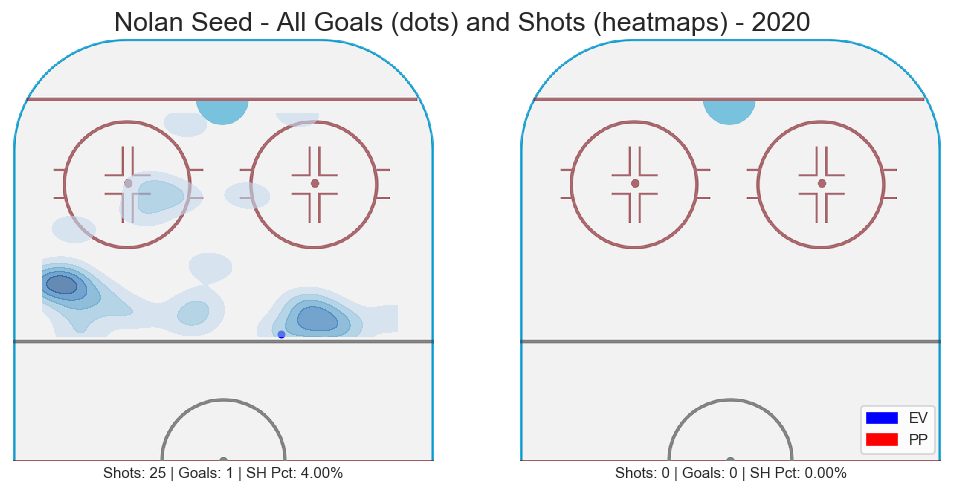 Nolan Seed - All Goals (dots) and Shots (heatmaps) - 2020
EV
PP
Shots: 25 | Goals: 1 | SH Pct: 4.00%
Shots: 0 | Goals: 0 | SH Pct: 0.00%